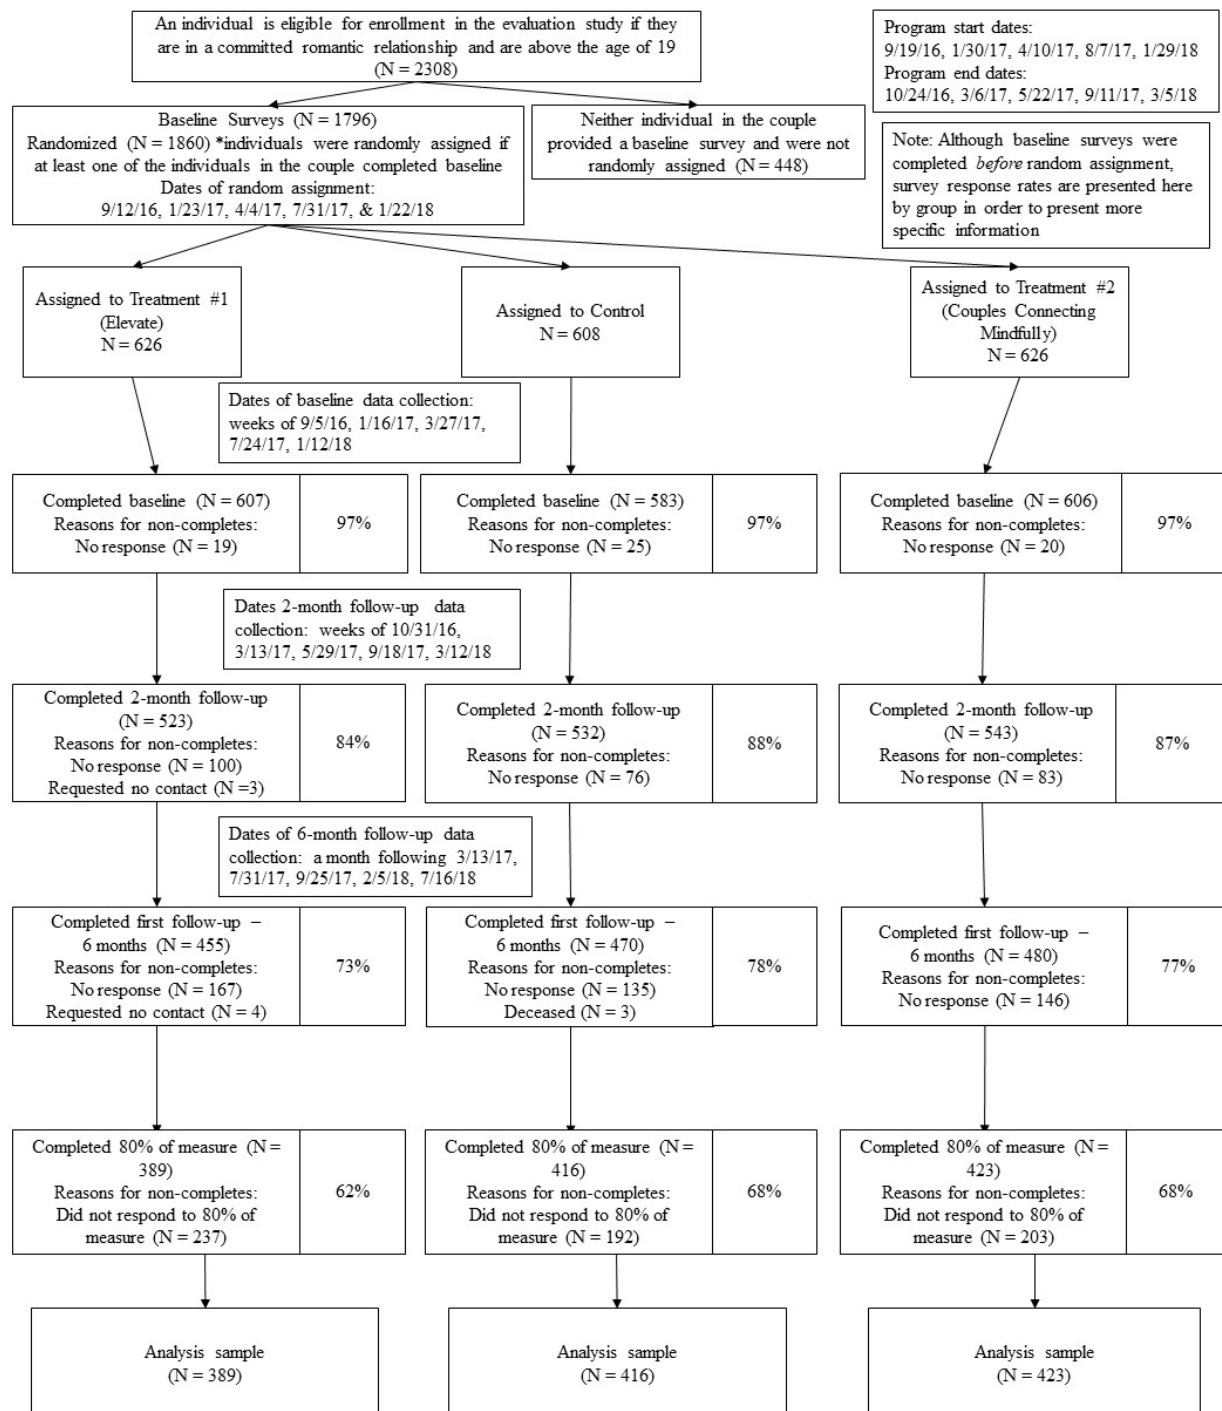 An individual is eligible for enrollment in the evaluation study if they
are in a committed romantic relationship and are above the age of 19
(N = 2308)
Program start dates:
9/19/16, 1/30/17, 4/10/17, 8/7/17, 1/29/18
Program end dates:
10/24/16, 3/6/17, 5/22/17, 9/11/17, 3/5/18
Baseline Surveys (N = 1796)
Randomized (N = 1860) *individuals were randomly assigned if
at least one of the individuals in the couple completed baseline
Dates of random assignment:
9/12/16, 1/23/17, 4/4/17, 7/31/17, & 1/22/18
Neither individual in the couple
provided a baseline survey and were not
randomly assigned (N = 448)
Note: Although baseline surveys were
completed before random assignment,
survey response rates are presented here
by group in order to present more
specific information
Assigned to Treatment #1
(Elevate)
N = 626
Assigned to Control
N = 608
Assigned to Treatment #2
(Couples Connecting
Mindfully)
N = 626
Dates of baseline data collection:
weeks of 9/5/16, 1/16/17, 3/27/17,
7/24/17, 1/12/18
Completed baseline (N = 607)
Reasons for non-completes:
No response (N = 19)
97%
Completed baseline (N = 583)
Reasons for non-completes:
No response (N = 25)
97%
Completed baseline (N = 606)
Reasons for non-completes:
No response (N = 20)
97%
Dates 2-month follow-up data
collection: weeks of 10/31/16,
3/13/17, 5/29/17, 9/18/17, 3/12/18
Completed 2-month follow-up
(N = 523)
Reasons for non-completes:
No response (N = 100)
Requested no contact (N =3)
84%
Completed 2-month follow-up
(N = 532)
Reasons for non-completes:
No response (N = 76)
88%
Completed 2-month follow-up
(N = 543)
Reasons for non-completes:
No response (N = 83)
87%
Dates of 6-month follow-up data
collection: a month following 3/13/17,
7/31/17, 9/25/17, 2/5/18, 7/16/18
Completed first follow-up –
6 months (N = 455)
Reasons for non-completes:
No response (N = 167)
Requested no contact (N = 4)
73%
Completed first follow-up –
6 months (N = 470)
Reasons for non-completes:
No response (N = 135)
Deceased (N = 3)
78%
Completed first follow-up –
6 months (N = 480)
Reasons for non-completes:
No response (N = 146)
77%
Completed 80% of measure (N =
389)
Reasons for non-completes:
Did not respond to 80% of
measure (N = 237)
62%
Completed 80% of measure (N =
416)
Reasons for non-completes:
Did not respond to 80% of
measure (N = 192)
68%
Completed 80% of measure (N =
423)
Reasons for non-completes:
Did not respond to 80% of
measure (N = 203)
68%
Analysis sample
(N = 389)
Analysis sample
(N = 416)
Analysis sample
(N = 423)